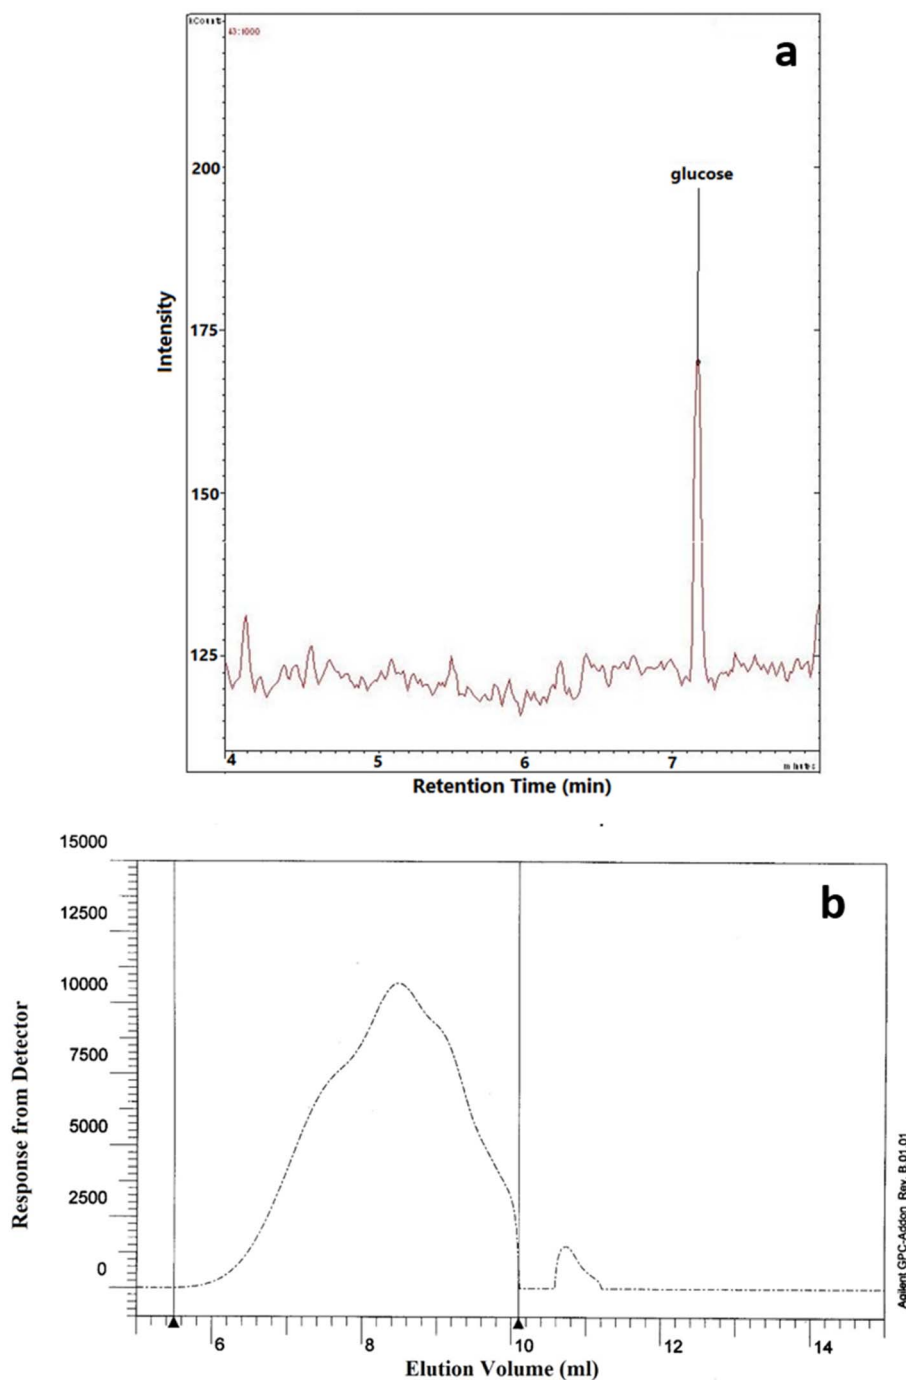 kCounts
43:1000
a
200
glucose
175
Intensity
150
125
4 5 6 7 minutes
Retention Time (min)
15000
12500
b
10000
7500
5000
2500
0
Response from Detector
Agilent GPC-Addon Rev. B.01.01
6 8 10 12 14
Elution Volume (ml)